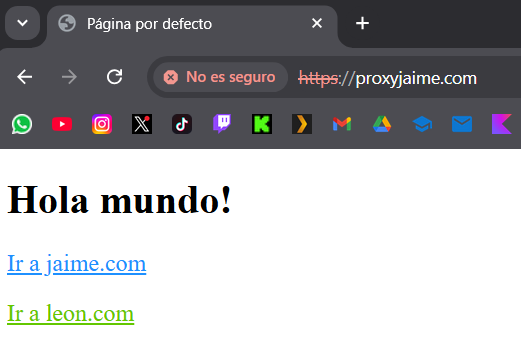 Página por defecto
No es seguro
https://proxyjaime.com
Hola mundo!
Ir a jaime.com
Ir a leon.com